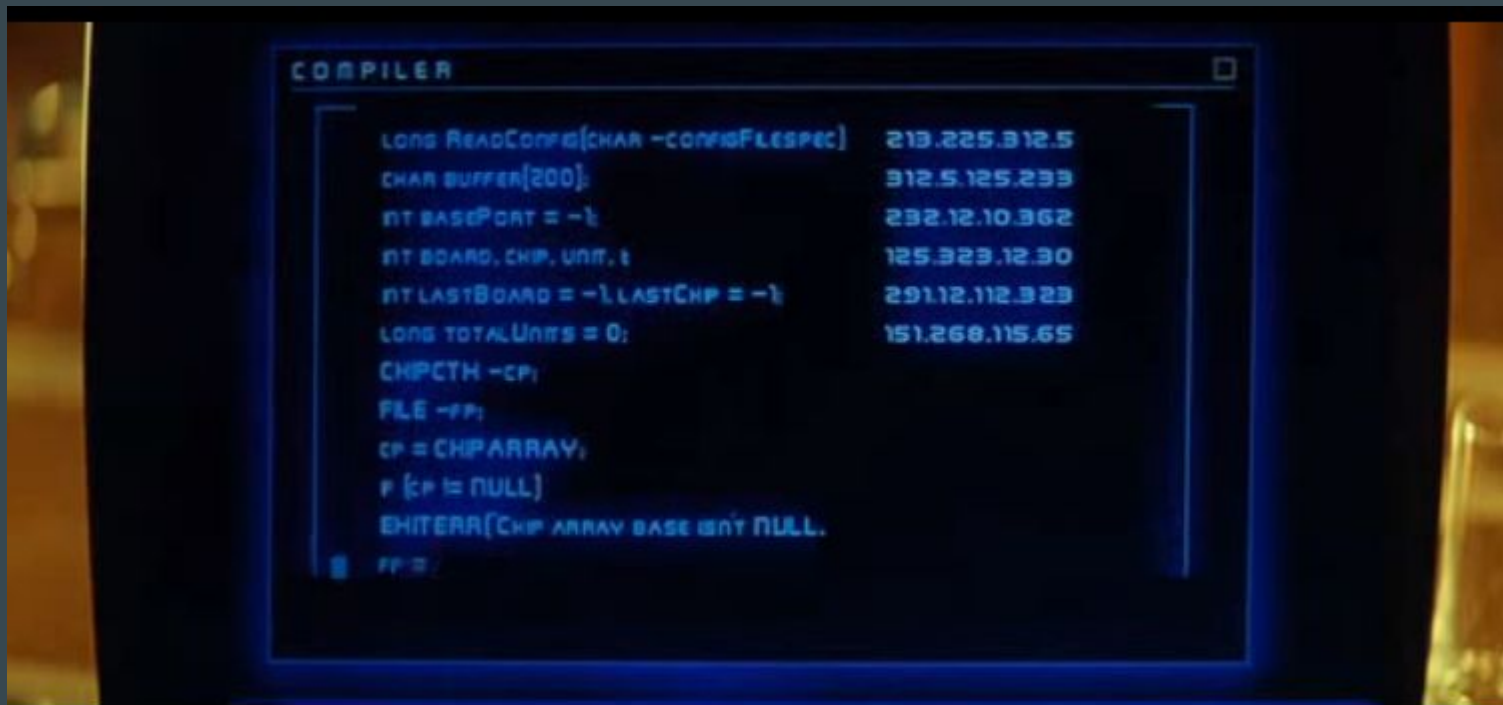 COMPILER
LONG READCONFIG[CHAR -CONFIGFILESPEC] 213.225.312.5
CHAR BUFFER[200]; 312.5.125.233
INT BASEPORT = -1; 232.12.10.362
INT BOARD, CHIP, UNIT, I; 125.323.12.30
INT LASTBOARD = -1, LASTCHIP = -1; 291.12.112.323
LONG TOTALUNITS = 0; 151.268.115.65
CHIPCTH -CP;
FILE -FP;
CP = CHIPARRAY;
IF [CP != NULL]
EXITERR[CHIP ARRAY BASE ISN'T NULL.
FP =